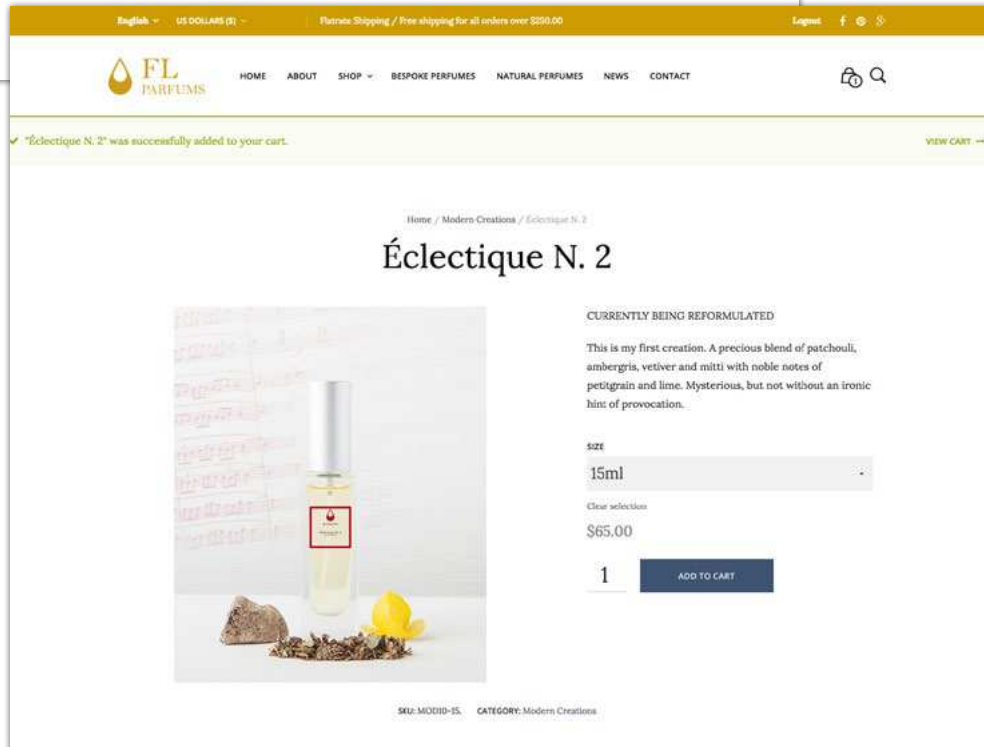 English US DOLLARS ($) Flatrate Shipping / Free shipping for all orders over $250.00 Logout
FL
PARFUMS
HOME ABOUT SHOP BESPOKE PERFUMES NATURAL PERFUMES NEWS CONTACT
1
✔ "Éclectique N. 2" was successfully added to your cart. VIEW CART →
Home / Modern Creations / Éclectique N. 2
Éclectique N. 2
CURRENTLY BEING REFORMULATED
This is my first creation. A precious blend of patchouli,
ambergris, vetiver and mitti with noble notes of
petitgrain and lime. Mysterious, but not without an ironic
hint of provocation.
SIZE
15ml
Clear selection
$65.00
1 ADD TO CART
SKU: MOD10-15. CATEGORY: Modern Creations